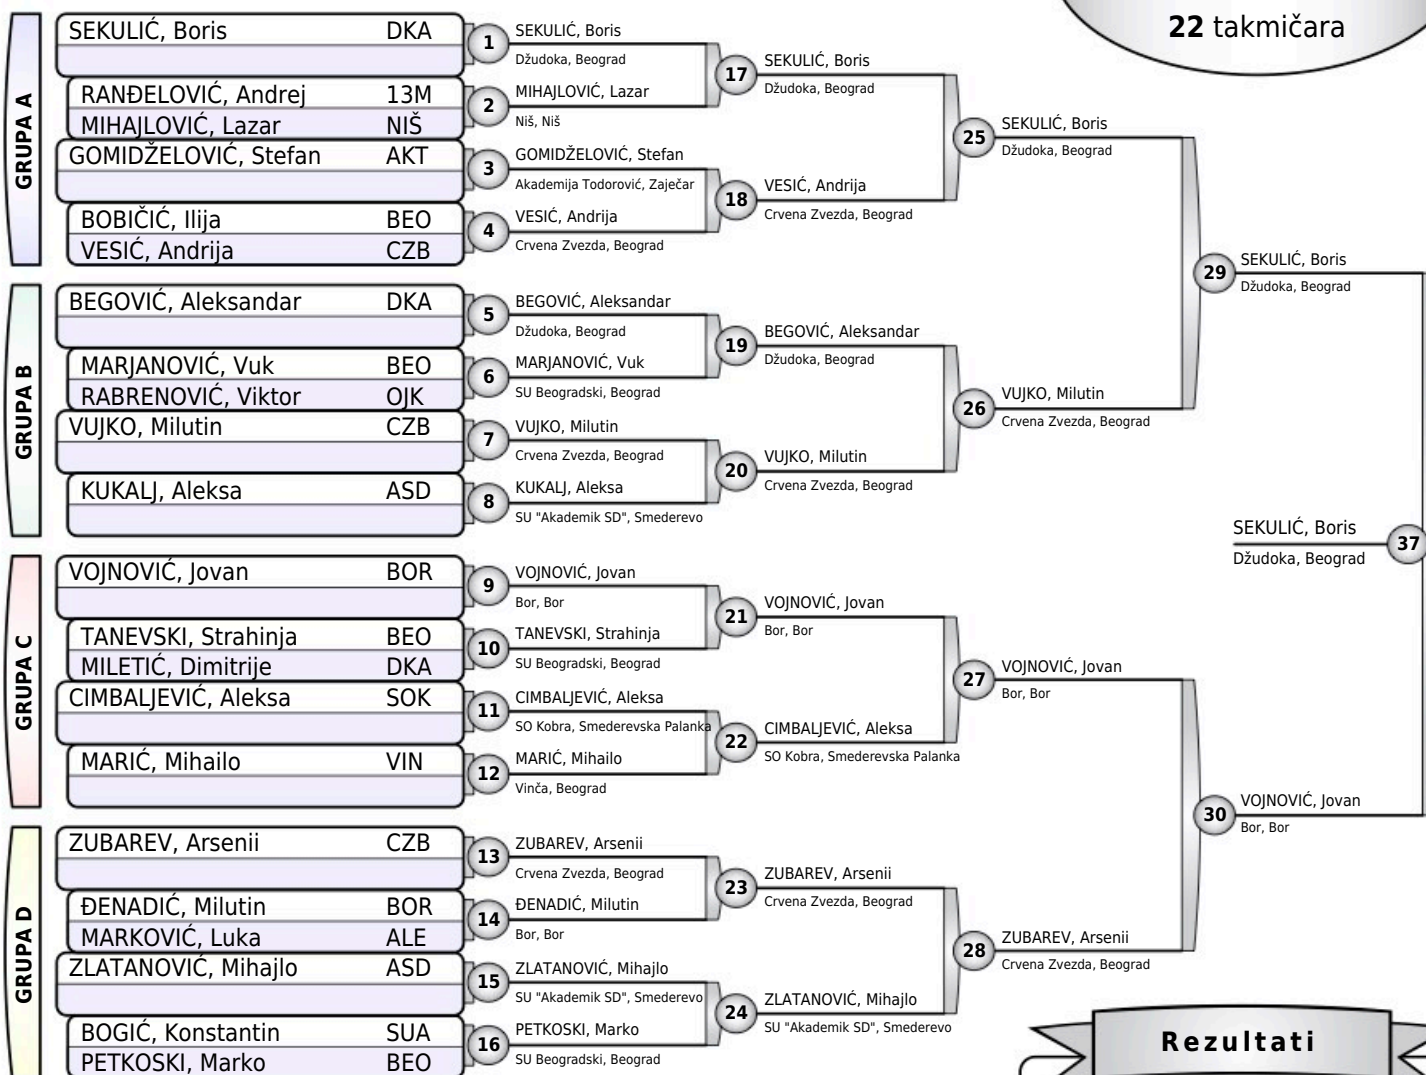 22 takmičara
GRUPA A
SEKULIĆ, Boris DKA
RANĐELOVIĆ, Andrej 13M
MIHAJLOVIĆ, Lazar NIŠ
GOMIDŽELOVIĆ, Stefan AKT
BOBIČIĆ, Ilija BEO
VESIĆ, Andrija CZB
GRUPA B
BEGOVIĆ, Aleksandar DKA
MARJANOVIĆ, Vuk BEO
RABRENOVIĆ, Viktor OJK
VUJKO, Milutin CZB
KUKALJ, Aleksa ASD
GRUPA C
VOJNOVIĆ, Jovan BOR
TANEVSKI, Strahinja BEO
MILETIĆ, Dimitrije DKA
CIMBALJEVIĆ, Aleksa SOK
MARIĆ, Mihailo VIN
GRUPA D
ZUBAREV, Arsenii CZB
ĐENADIĆ, Milutin BOR
MARKOVIĆ, Luka ALE
ZLATANOVIĆ, Mihajlo ASD
BOGIĆ, Konstantin SUA
PETKOSKI, Marko BEO
1 SEKULIĆ, Boris
Džudoka, Beograd
2 MIHAJLOVIĆ, Lazar
Niš, Niš
3 GOMIDŽELOVIĆ, Stefan
Akademija Todorović, Zaječar
4 VESIĆ, Andrija
Crvena Zvezda, Beograd
5 BEGOVIĆ, Aleksandar
Džudoka, Beograd
6 MARJANOVIĆ, Vuk
SU Beogradski, Beograd
7 VUJKO, Milutin
Crvena Zvezda, Beograd
8 KUKALJ, Aleksa
SU "Akademik SD", Smederevo
9 VOJNOVIĆ, Jovan
Bor, Bor
10 TANEVSKI, Strahinja
SU Beogradski, Beograd
11 CIMBALJEVIĆ, Aleksa
SO Kobra, Smederevska Palanka
12 MARIĆ, Mihailo
Vinča, Beograd
13 ZUBAREV, Arsenii
Crvena Zvezda, Beograd
14 ĐENADIĆ, Milutin
Bor, Bor
15 ZLATANOVIĆ, Mihajlo
SU "Akademik SD", Smederevo
16 PETKOSKI, Marko
SU Beogradski, Beograd
17 SEKULIĆ, Boris
Džudoka, Beograd
18 VESIĆ, Andrija
Crvena Zvezda, Beograd
19 BEGOVIĆ, Aleksandar
Džudoka, Beograd
20 VUJKO, Milutin
Crvena Zvezda, Beograd
21 VOJNOVIĆ, Jovan
Bor, Bor
22 CIMBALJEVIĆ, Aleksa
SO Kobra, Smederevska Palanka
23 ZUBAREV, Arsenii
Crvena Zvezda, Beograd
24 ZLATANOVIĆ, Mihajlo
SU "Akademik SD", Smederevo
25 SEKULIĆ, Boris
Džudoka, Beograd
26 VUJKO, Milutin
Crvena Zvezda, Beograd
27 VOJNOVIĆ, Jovan
Bor, Bor
28 ZUBAREV, Arsenii
Crvena Zvezda, Beograd
29 SEKULIĆ, Boris
Džudoka, Beograd
30 VOJNOVIĆ, Jovan
Bor, Bor
SEKULIĆ, Boris 37
Džudoka, Beograd
Rezultati